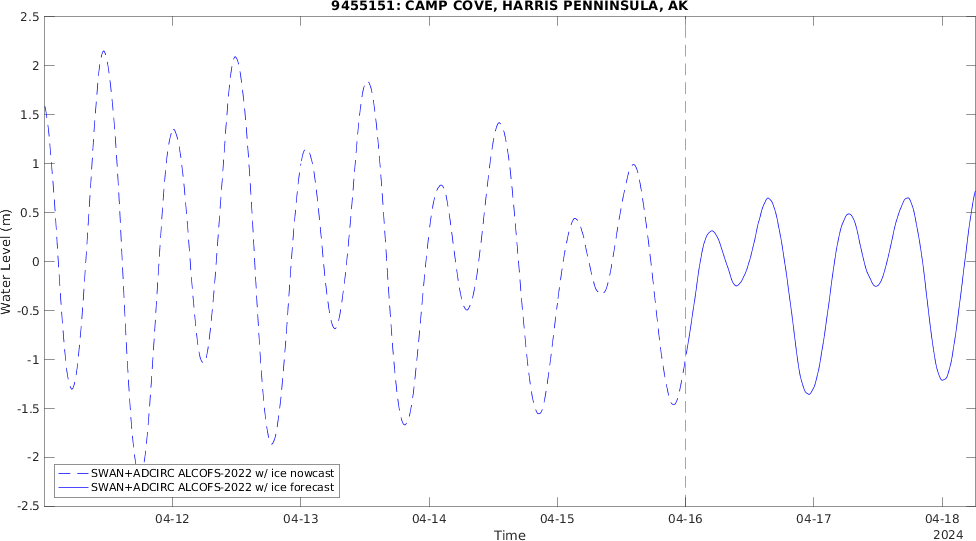 9455151: CAMP COVE, HARRIS PENNINSULA, AK
2.5
2
1.5
1
0.5
0
-0.5
-1
-1.5
-2
-2.5
Water Level (m)
SWAN+ADCIRC ALCOFS-2022 w/ ice nowcast
SWAN+ADCIRC ALCOFS-2022 w/ ice forecast
04-12 04-13 04-14 04-15 04-16 04-17 04-18
2024
Time